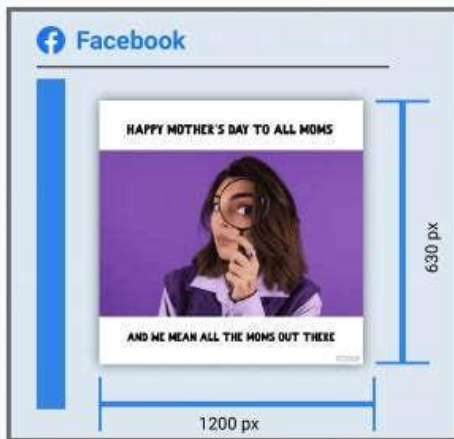 Facebook
HAPPY MOTHER'S DAY TO ALL MOMS
AND WE MEAN ALL THE MOMS OUT THERE
630 px
1200 px